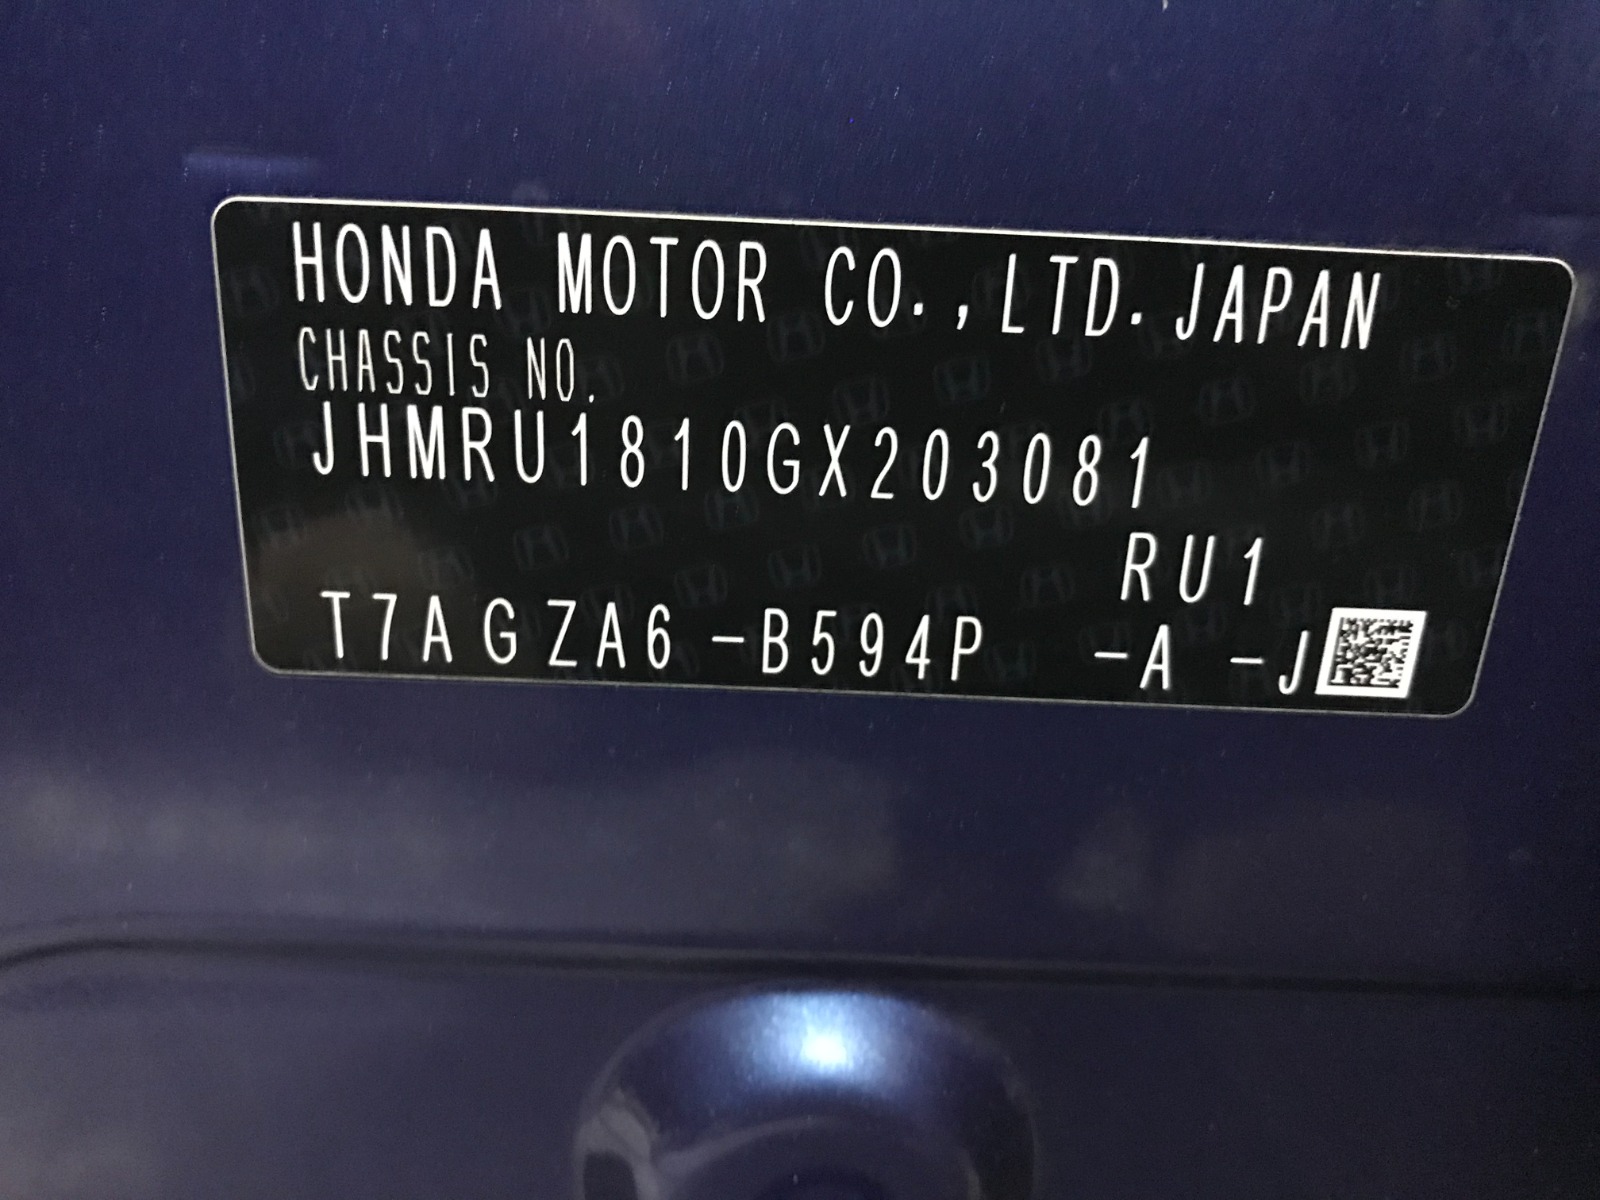 HONDA MOTOR CO.,LTD.JAPAN
CHASSIS NO.
JHMRU1810GX203081
RU1
T7AGZA6 -B594P -A -J